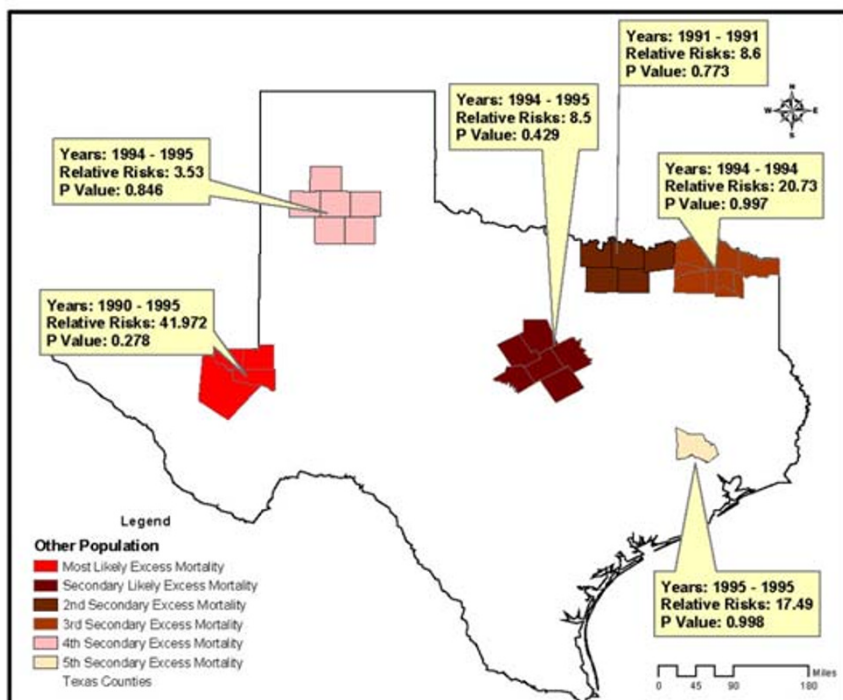 Years: 1991 - 1991
Relative Risks: 8.6
P Value: 0.773
N
W E
S
Years: 1994 - 1995
Relative Risks: 8.5
P Value: 0.429
Years: 1994 - 1995
Relative Risks: 3.53
P Value: 0.846
Years: 1994 - 1994
Relative Risks: 20.73
P Value: 0.997
Years: 1990 - 1995
Relative Risks: 41.972
P Value: 0.278
Legend
Other Population
Most Likely Excess Mortality
Secondary Likely Excess Mortality
2nd Secondary Excess Mortality
3rd Secondary Excess Mortality
4th Secondary Excess Mortality
5th Secondary Excess Mortality
Texas Counties
Years: 1995 - 1995
Relative Risks: 17.49
P Value: 0.998
Miles
0 45 90 180